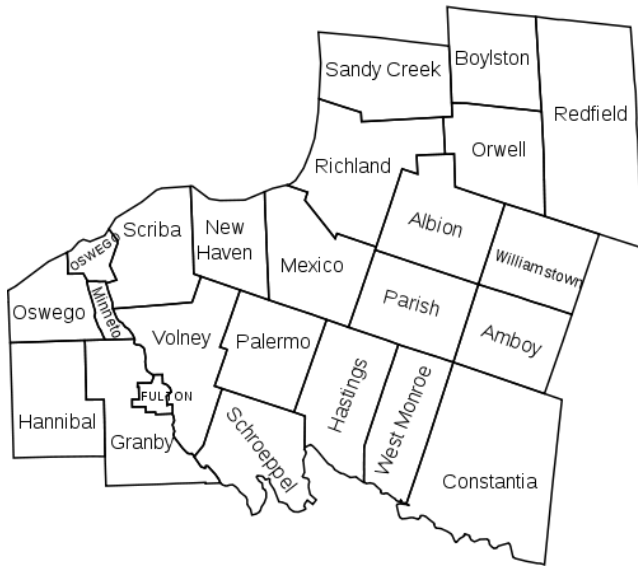 Boylston
Sandy Creek
Redfield
Orwell
Richland
Albion
Scriba
New
Haven
OSWEGO
Mexico
Williamstown
Minneto
Oswego
Parish
Volney
Palermo
Amboy
Hastings
West Monroe
FULTON
Hannibal
Granby
Schroeppel
Constantia